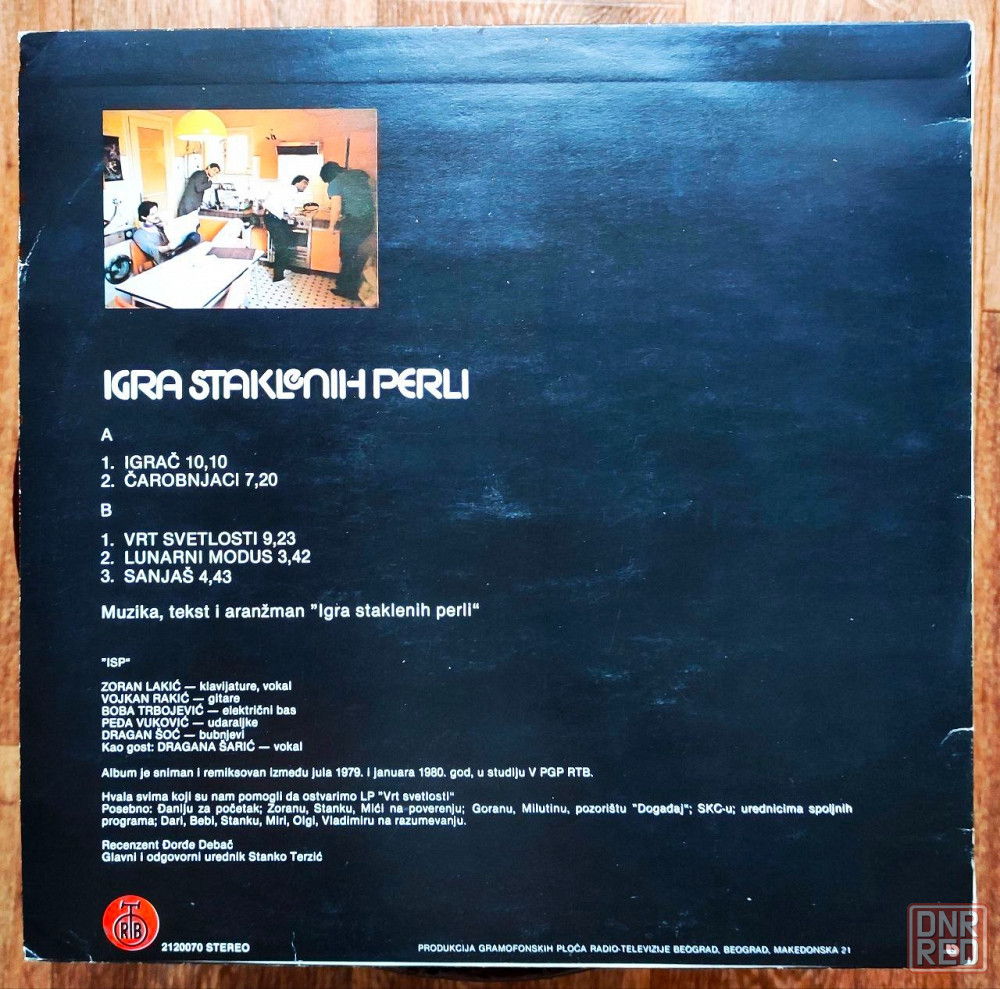 IGRA STAKLENIH PERLI
A
1. IGRAČ 10,10
2. ČAROBNJACI 7,20
B
1. VRT SVETLOSTI 9,23
2. LUNARNI MODUS 3,42
3. SANJAŠ 4,43
Muzika, tekst i aranžman ”Igra staklenih perli“
”ISP“
ZORAN LAKIĆ — klavijature, vokal
VOJKAN RAKIĆ — gitare
BOBA TRBOJEVIĆ — električni bas
PEĐA VUKOVIĆ — udaraljke
DRAGAN ŠOĆ — bubnjevi
Kao gost: DRAGANA ŠARIĆ — vokal
Album je sniman i remiksovan između jula 1979. i januara 1980. god, u studiju V PGP RTB.
Hvala svima koji su nam pomogli da ostvarimo LP ”Vrt svetlosti“
Posebno: Daniju za početak; Zoranu, Stanku, Mići na poverenju; Goranu, Milutinu, pozorištu ”Događaj“; SKC-u; urednicima spoljnih
programa; Dari, Bebi, Stanku, Miri, Olgi, Vladimiru na razumevanju.
Recenzent Đorđe Debač
Glavni i odgovorni urednik Stanko Terzić
RTB
2120070 STEREO
PRODUKCIJA GRAMOFONSKIH PLOČA RADIO-TELEVIZIJE BEOGRAD, BEOGRAD, MAKEDONSKA 21
DNR
RED